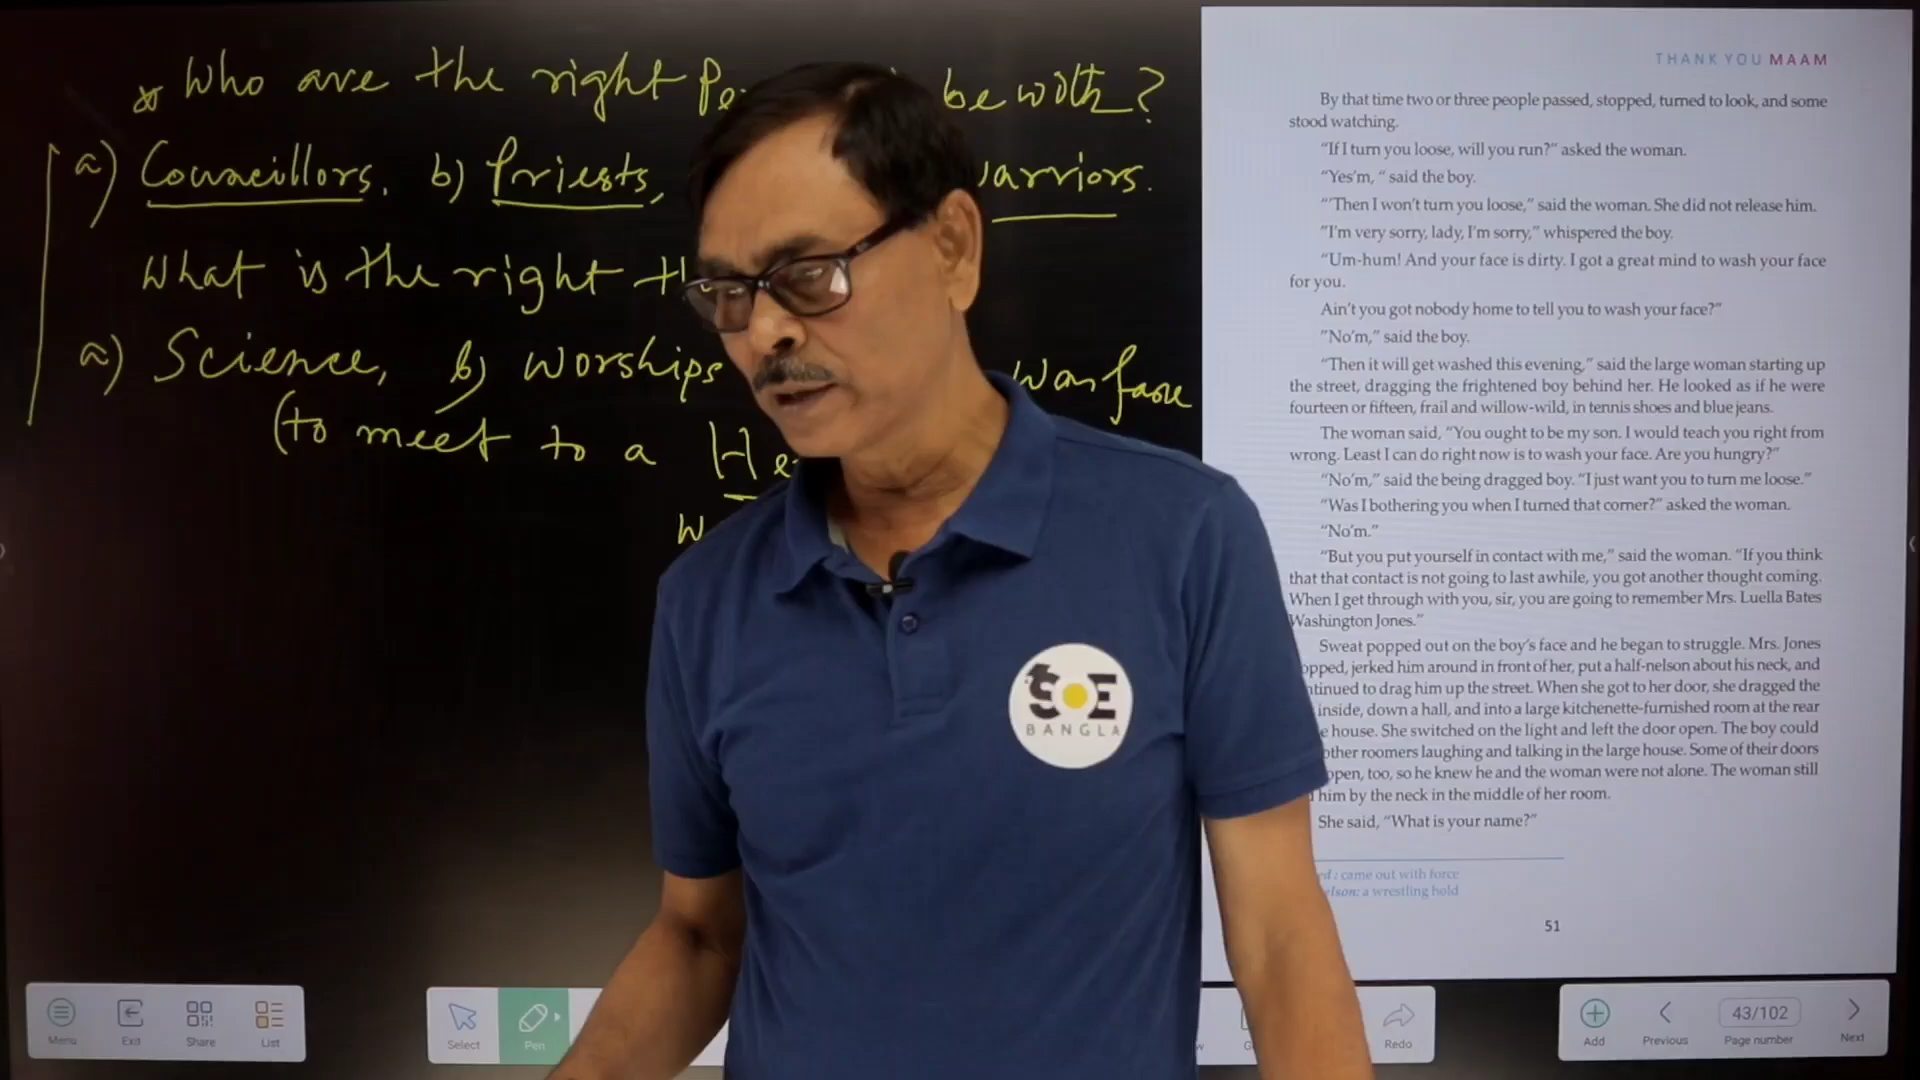 * Who are the right be with?
a) Councillors. b) Priests, warriors.
What is the right
a) Science, b) Worships Warfare
(to meet to a
THANK YOU MAAM
By that time two or three people passed, stopped, turned to look, and some
stood watching.
"If I turn you loose, will you run?" asked the woman.
"Yes'm, " said the boy.
"'Then I won't turn you loose," said the woman. She did not release him.
"I'm very sorry, lady, I'm sorry," whispered the boy.
"Um-hum! And your face is dirty. I got a great mind to wash your face
for you.
Ain't you got nobody home to tell you to wash your face?"
"No'm," said the boy.
"Then it will get washed this evening," said the large woman starting up
the street, dragging the frightened boy behind her. He looked as if he were
fourteen or fifteen, frail and willow-wild, in tennis shoes and blue jeans.
The woman said, "You ought to be my son. I would teach you right from
wrong. Least I can do right now is to wash your face. Are you hungry?"
"No'm," said the being dragged boy. "I just want you to turn me loose."
"Was I bothering you when I turned that corner?" asked the woman.
"No'm."
"But you put yourself in contact with me," said the woman. "If you think
that that contact is not going to last awhile, you got another thought coming.
When I get through with you, sir, you are going to remember Mrs. Luella Bates
Washington Jones."
Sweat popped out on the boy's face and he began to struggle. Mrs. Jones
opped, jerked him around in front of her, put a half-nelson about his neck, and
tinued to drag him up the street. When she got to her door, she dragged the
inside, down a hall, and into a large kitchenette-furnished room at the rear
e house. She switched on the light and left the door open. The boy could
other roomers laughing and talking in the large house. Some of their doors
open, too, so he knew he and the woman were not alone. The woman still
him by the neck in the middle of her room.
She said, "What is your name?"
ed : came out with force
elson: a wrestling hold
51
SOE
BANGLA
Menu
Exit
Share
List
Select
Pen
Redo
Add
Previous
43/102
Page number
Next